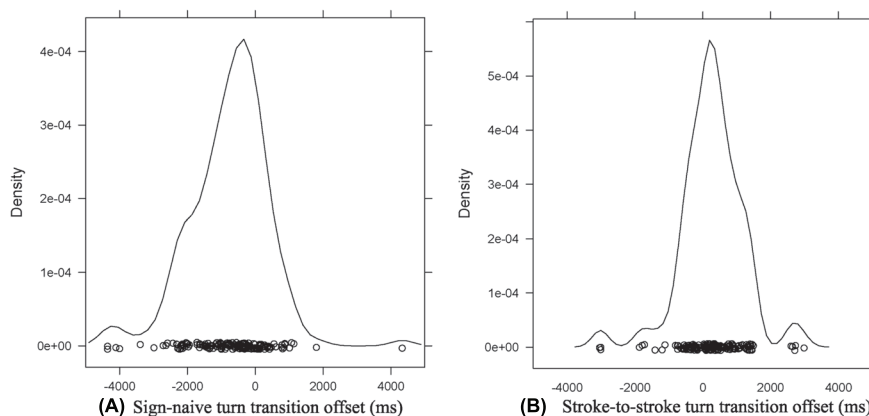 4e-04
3e-04
2e-04
1e-04
0e+00
Density
-4000
-2000
0
2000
4000
(A) Sign-naive turn transition offset (ms)
5e-04
4e-04
3e-04
2e-04
1e-04
0e+00
Density
-4000
-2000
0
2000
4000
(B) Stroke-to-stroke turn transition offset (ms)